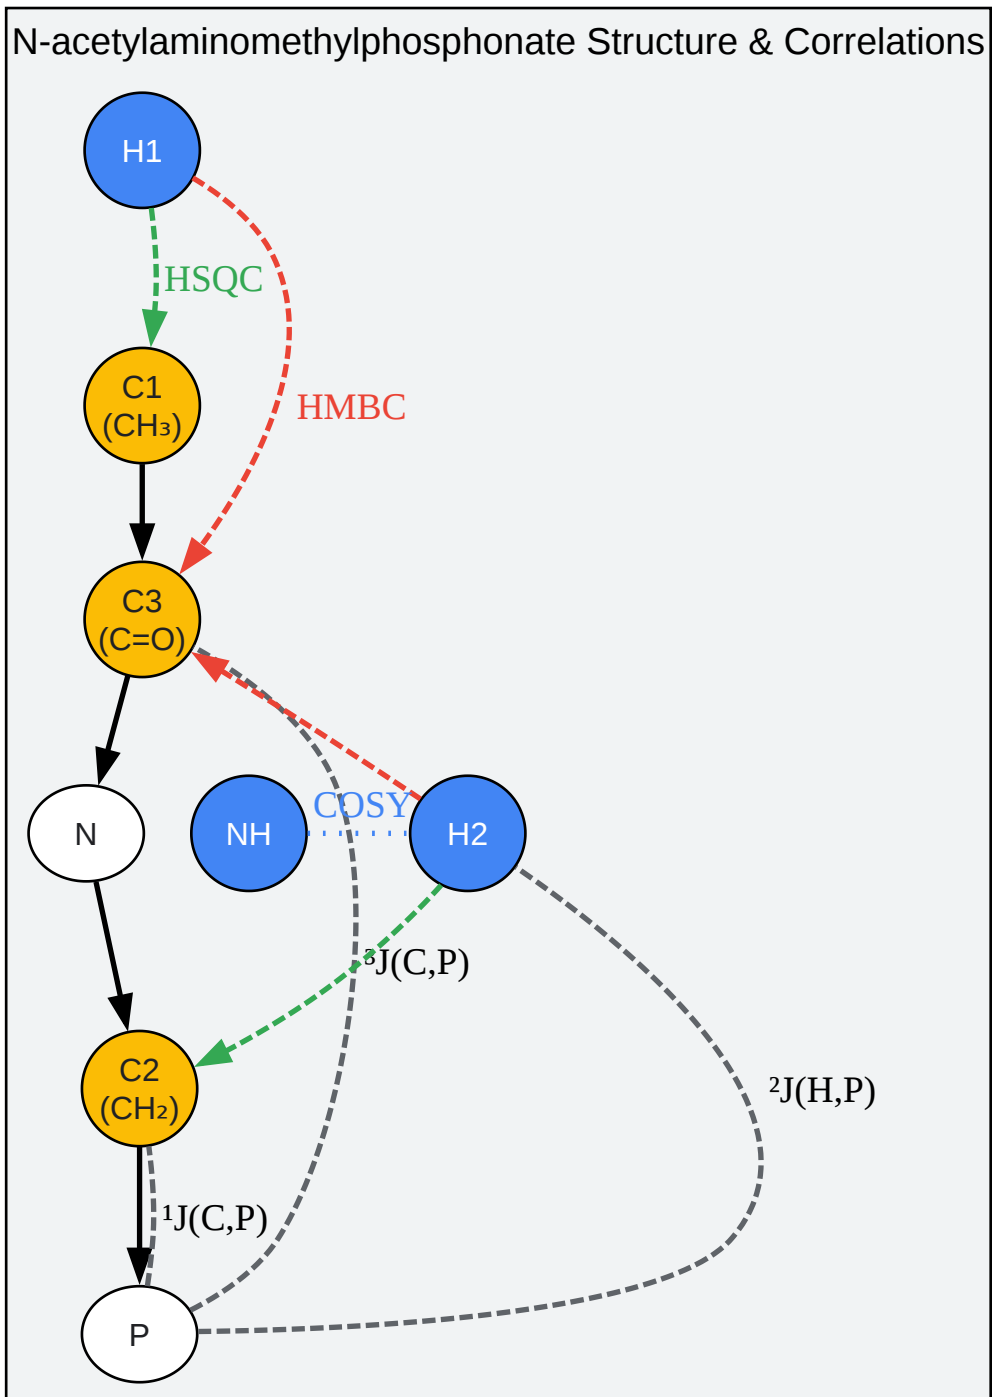 N-acetylaminomethylphosphonate Structure & Correlations
H1
HSQC
C1
(CH₃)
HMBC
C3
(C=O)
N
NH
COSY
H2
³J(C,P)
C2
(CH₂)
²J(H,P)
¹J(C,P)
P